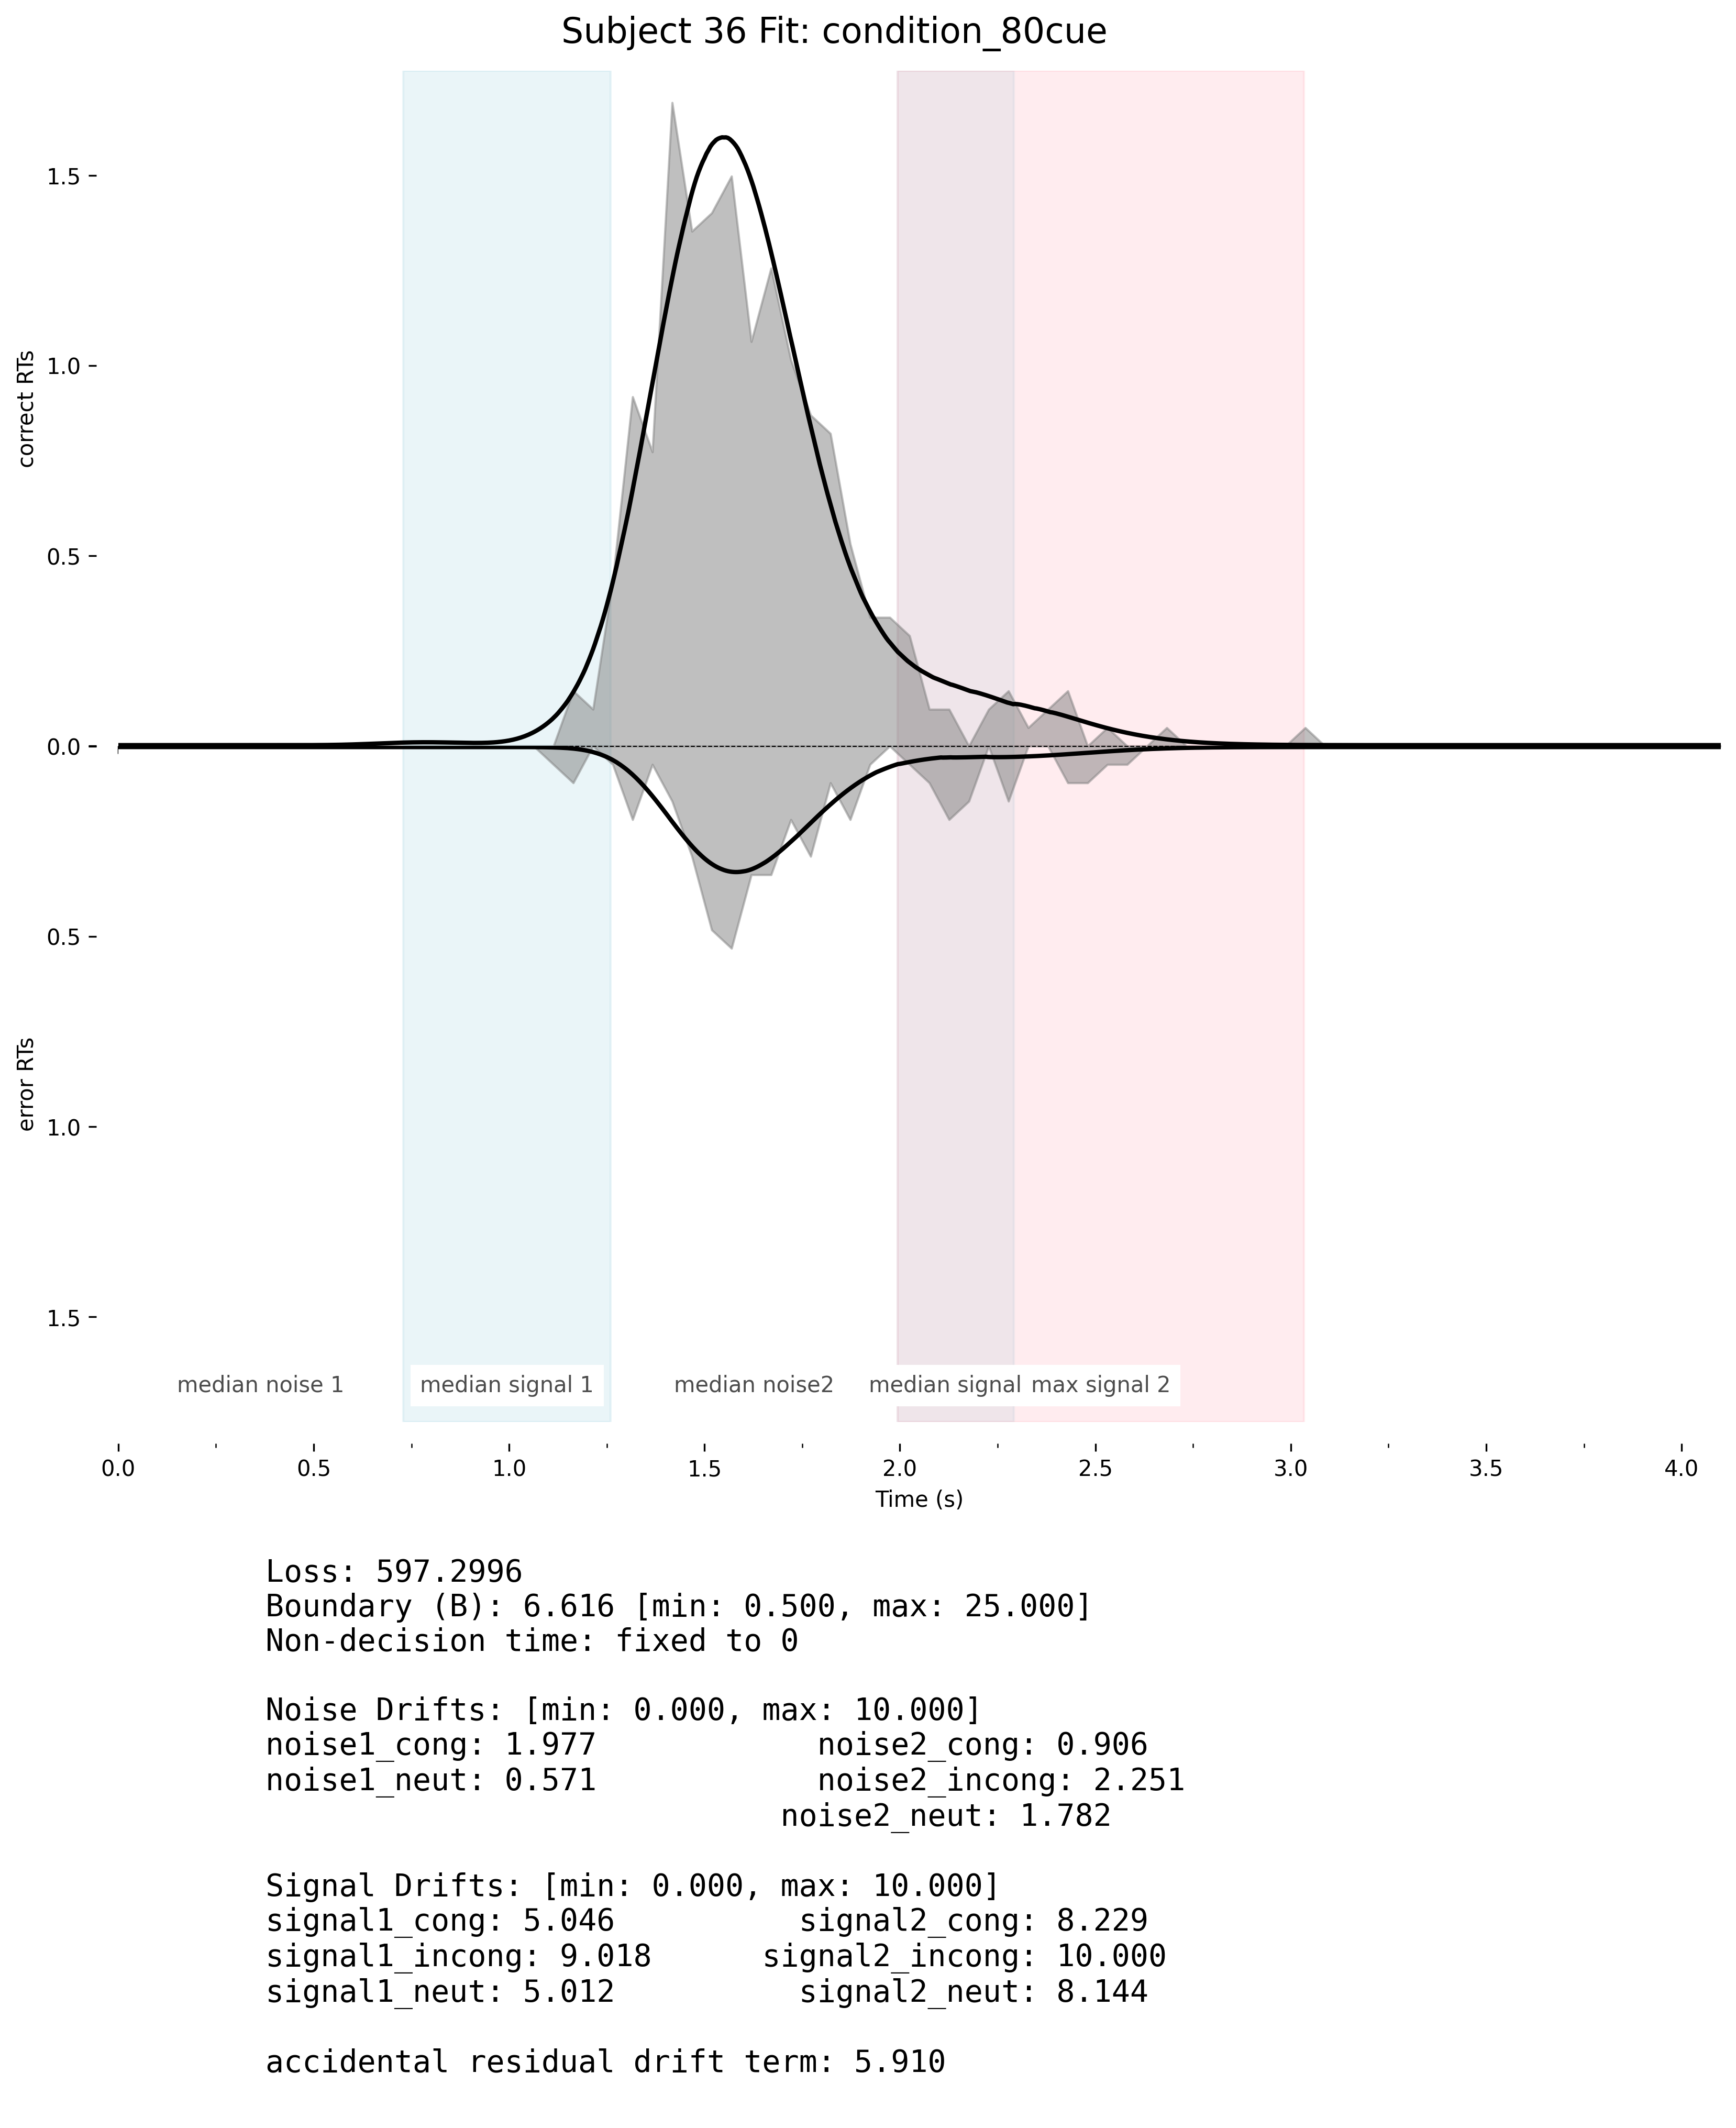 Subject 36 Fit: condition_80cue
1.5
1.0
0.5
0.0
0.5
1.0
1.5
correct RTs
error RTs
median noise 1
median signal 1
median noise2
median signal
max signal 2
0.0 0.5 1.0 1.5 2.0 2.5 3.0 3.5 4.0
Time (s)
Loss: 597.2996
Boundary (B): 6.616 [min: 0.500, max: 25.000]
Non-decision time: fixed to 0
Noise Drifts: [min: 0.000, max: 10.000]
noise1_cong: 1.977 noise2_cong: 0.906
noise1_neut: 0.571 noise2_incong: 2.251
noise2_neut: 1.782
Signal Drifts: [min: 0.000, max: 10.000]
signal1_cong: 5.046 signal2_cong: 8.229
signal1_incong: 9.018 signal2_incong: 10.000
signal1_neut: 5.012 signal2_neut: 8.144
accidental residual drift term: 5.910